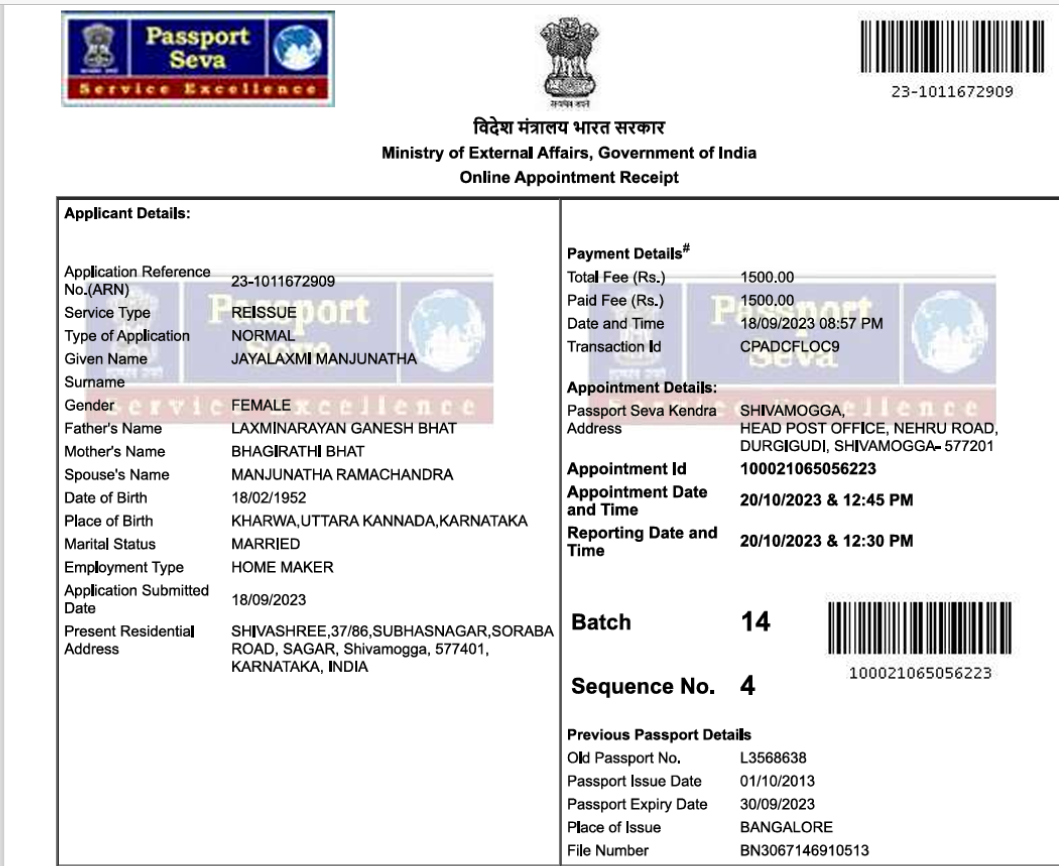 Passport
Seva
Service Excellence
सत्यमेव जयते
23-1011672909
विदेश मंत्रालय भारत सरकार
Ministry of External Affairs, Government of India
Online Appointment Receipt
Applicant Details:
Application Reference
No.(ARN) 23-1011672909
Service Type REISSUE
Type of Application NORMAL
Given Name JAYALAXMI MANJUNATHA
Surname
Gender FEMALE
Father's Name LAXMINARAYAN GANESH BHAT
Mother's Name BHAGIRATHI BHAT
Spouse's Name MANJUNATHA RAMACHANDRA
Date of Birth 18/02/1952
Place of Birth KHARWA,UTTARA KANNADA,KARNATAKA
Marital Status MARRIED
Employment Type HOME MAKER
Application Submitted
Date 18/09/2023
Present Residential SHIVASHREE,37/86,SUBHASNAGAR,SORABA
Address ROAD, SAGAR, Shivamogga, 577401,
KARNATAKA, INDIA
Passport
Seva
Service Excellence
Payment Details#
Total Fee (Rs.) 1500.00
Paid Fee (Rs.) 1500.00
Date and Time 18/09/2023 08:57 PM
Transaction Id CPADCFLOC9
Appointment Details:
Passport Seva Kendra SHIVAMOGGA,
Address HEAD POST OFFICE, NEHRU ROAD,
DURGIGUDI, SHIVAMOGGA- 577201
Appointment Id 100021065056223
Appointment Date
and Time 20/10/2023 & 12:45 PM
Reporting Date and
Time 20/10/2023 & 12:30 PM
Passport
Seva
Service Excellence
Batch 14
100021065056223
Sequence No. 4
Previous Passport Details
Old Passport No. L3568638
Passport Issue Date 01/10/2013
Passport Expiry Date 30/09/2023
Place of Issue BANGALORE
File Number BN3067146910513